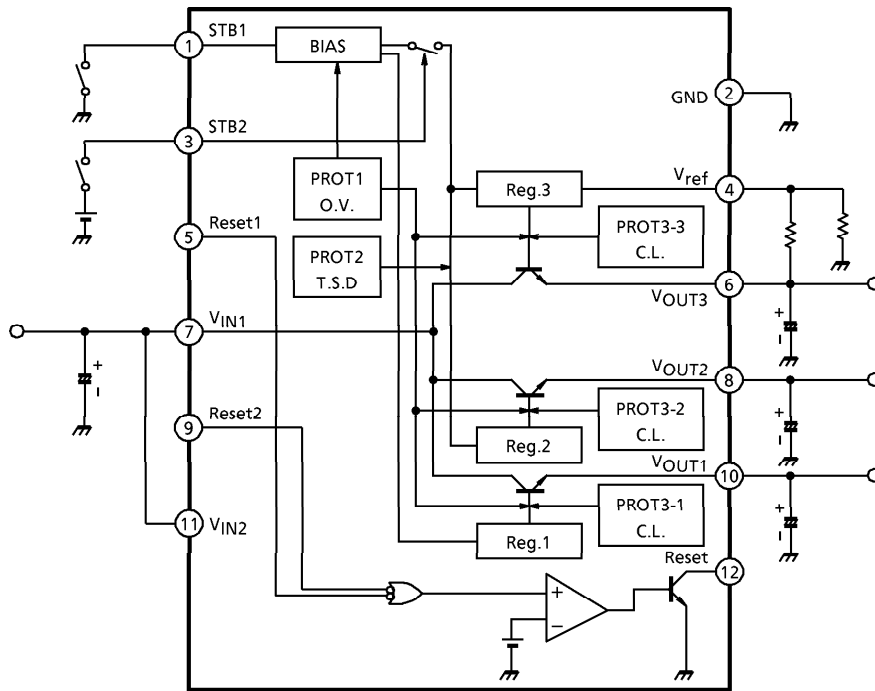 1
STB1
BIAS
2
GND
3
STB2
PROT1
O.V.
Reg.3
Vref
4
5
Reset1
PROT2
T.S.D
PROT3-3
C.L.
6
VOUT3
7
VIN1
+
-
+
-
VOUT2
8
9
Reset2
PROT3-2
C.L.
Reg.2
+
-
VOUT1
10
11
VIN2
PROT3-1
C.L.
Reg.1
+
-
Reset
12
+
−